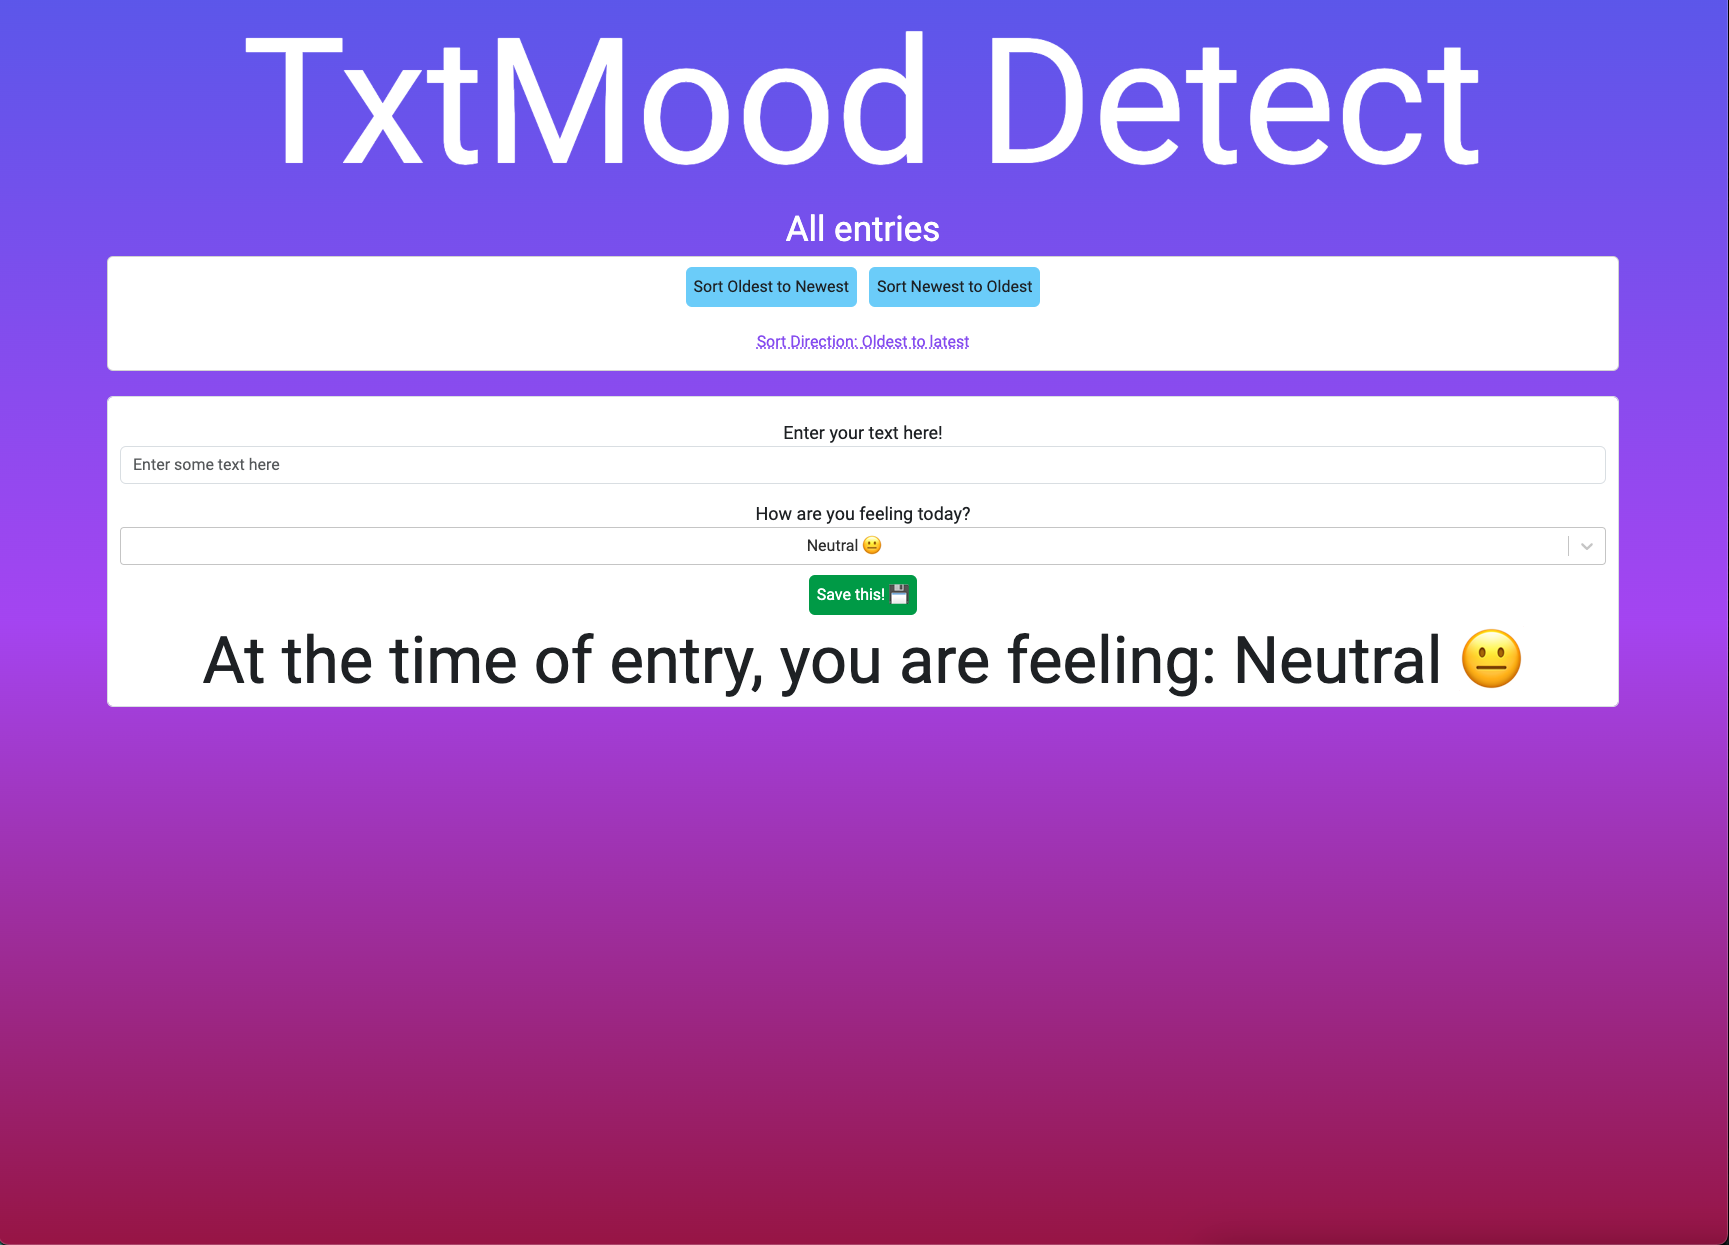 TxtMood Detect
All entries
Sort Oldest to Newest
Sort Newest to Oldest
Sort Direction: Oldest to latest
Enter your text here!
Enter some text here
How are you feeling today?
Neutral 😐
Save this! 💾
At the time of entry, you are feeling: Neutral 😐